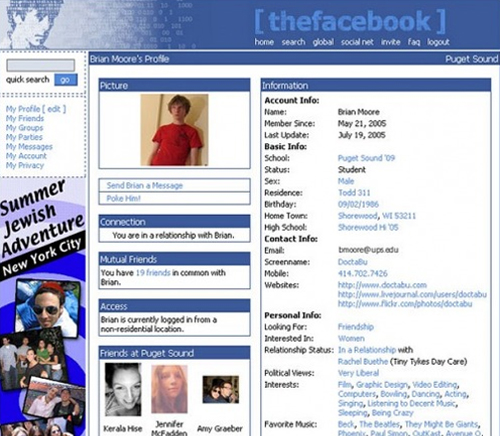 [ thefacebook ]
home search global social net invite faq logout
quick search go
My Profile [ edit ]
My Friends
My Groups
My Parties
My Messages
My Account
My Privacy
Summer
Jewish
Adventure
New York City
Brian Moore's Profile Puget Sound
Picture
Send Brian a Message
Poke Him!
Connection
You are in a relationship with Brian.
Mutual Friends
You have 19 friends in common with
Brian.
Access
Brian is currently logged in from a
non-residential location.
Friends at Puget Sound
Kerala Hise
Jennifer
McFadden
Amy Graeber
Information
Account Info:
Name: Brian Moore
Member Since: May 21, 2005
Last Update: July 19, 2005
Basic Info:
School: Puget Sound '09
Status: Student
Sex: Male
Residence: Todd 311
Birthday: 09/02/1986
Home Town: Shorewood, WI 53211
High School: Shorewood Hi '05
Contact Info:
Email: bmoore@ups.edu
Screenname: DoctaBu
Mobile: 414.702.7426
Websites: http://www.doctabu.com
http://www.livejournal.com/users/doctabu
http://www.flickr.com/photos/doctabu
Personal Info:
Looking For: Friendship
Interested In: Women
Relationship Status: In a Relationship with
Rachel Buethe (Tiny Tykes Day Care)
Political Views: Very Liberal
Interests: Film, Graphic Design, Video Editing,
Computers, Bowling, Dancing, Acting,
Singing, Listening to Decent Music,
Sleeping, Being Crazy
Favorite Music: Beck, The Beatles, They Might Be Giants,
Phoenix, Paul Simon, Outkast, Avenue Q,